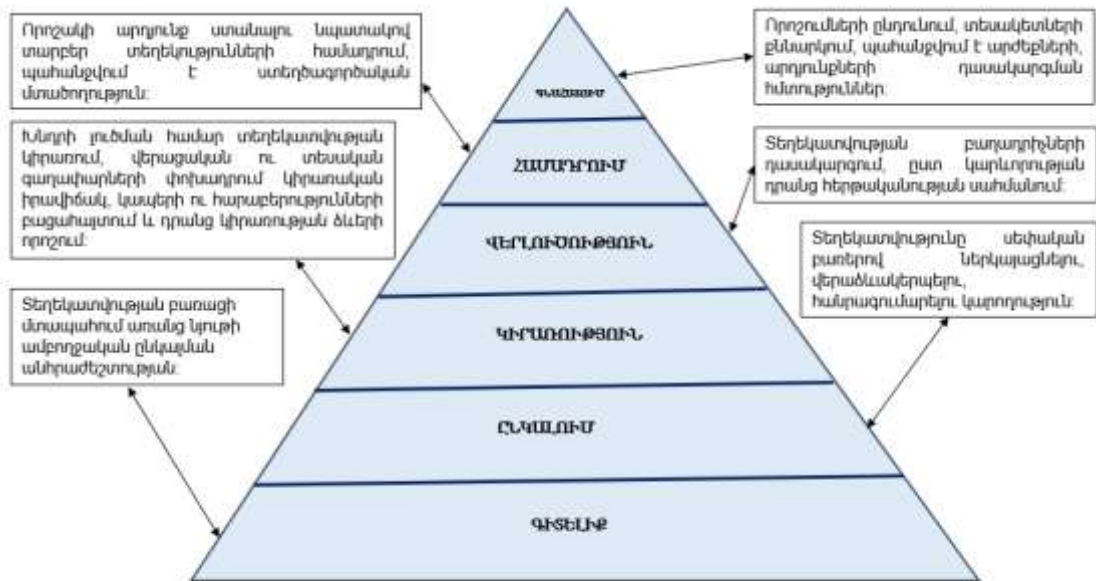 Որոշակի արդյունք ստանալու նպատակով
տարբեր տեղեկությունների համադրում,
պահանջվում է ստեղծագործական
մտածողություն:
Որոշումների ընդունում, տեսակետների
քննարկում, պահանջվում է արժեքների,
արդյունքների դասակարգման
հմտություններ:
ԳՆԱՀԱՏՈՒՄ
Խնդրի լուծման համար տեղեկատվության
կիրառում, վերացական ու տեսական
գաղափարների փոխադրում կիրառական
իրավիճակ, կապերի ու հարաբերությունների
բացահայտում և դրանց կիրառության ձևերի
որոշում:
ՀԱՄԱԴՐՈՒՄ
Տեղեկատվության բաղադրիչների
դասակարգում, ըստ կարևորության
դրանց հերթականության սահմանում:
ՎԵՐԼՈՒԾՈՒԹՅՈՒՆ
Տեղեկատվությունը սեփական
բառերով ներկայացնելու,
վերաձևակերպելու,
հանրագումարելու կարողություն:
Տեղեկատվության բառացի
մտապահում առանց նյութի
ամբողջական ընկալման
անհրաժեշտության:
ԿԻՐԱՌՈՒԹՅՈՒՆ
ԸՆԿԱԼՈՒՄ
ԳԻՏԵԼԻՔ